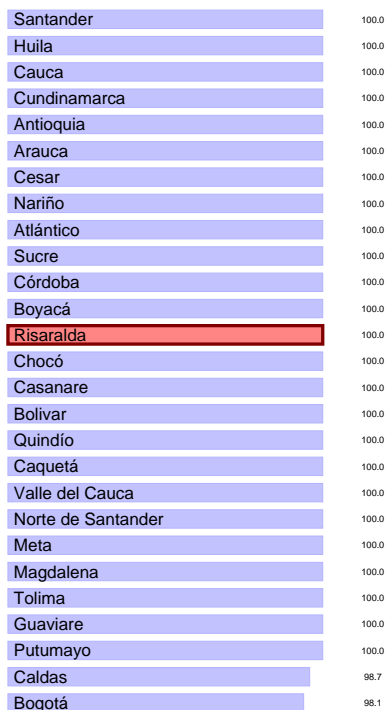 Santander 100.0
Huila 100.0
Cauca 100.0
Cundinamarca 100.0
Antioquia 100.0
Arauca 100.0
Cesar 100.0
Nariño 100.0
Atlántico 100.0
Sucre 100.0
Córdoba 100.0
Boyacá 100.0
Risaralda 100.0
Chocó 100.0
Casanare 100.0
Bolivar 100.0
Quindío 100.0
Caquetá 100.0
Valle del Cauca 100.0
Norte de Santander 100.0
Meta 100.0
Magdalena 100.0
Tolima 100.0
Guaviare 100.0
Putumayo 100.0
Caldas 98.7
Bogotá 98.1